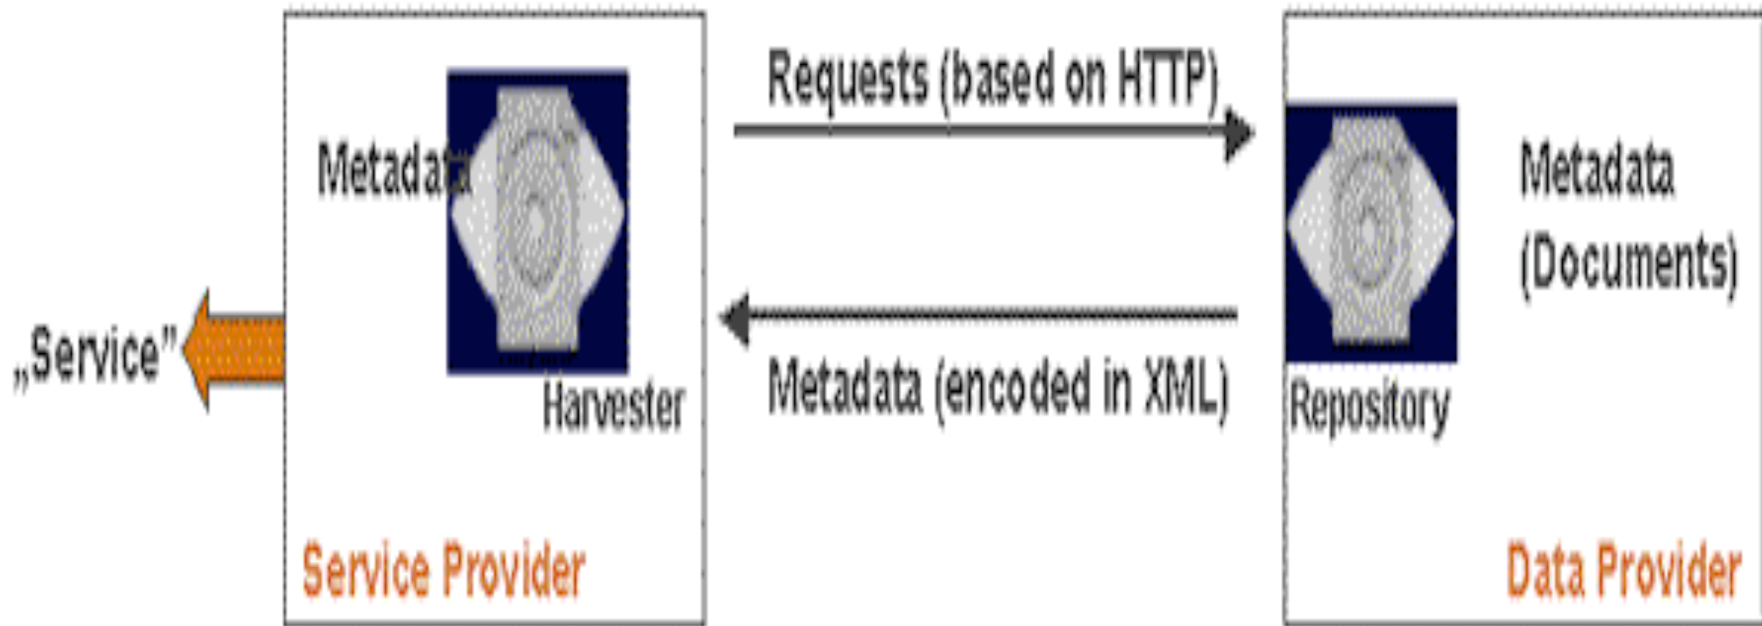 „Service”
Metadata
Harvester
Service Provider
Requests (based on HTTP)
Metadata (encoded in XML)
Repository
Metadata
(Documents)
Data Provider